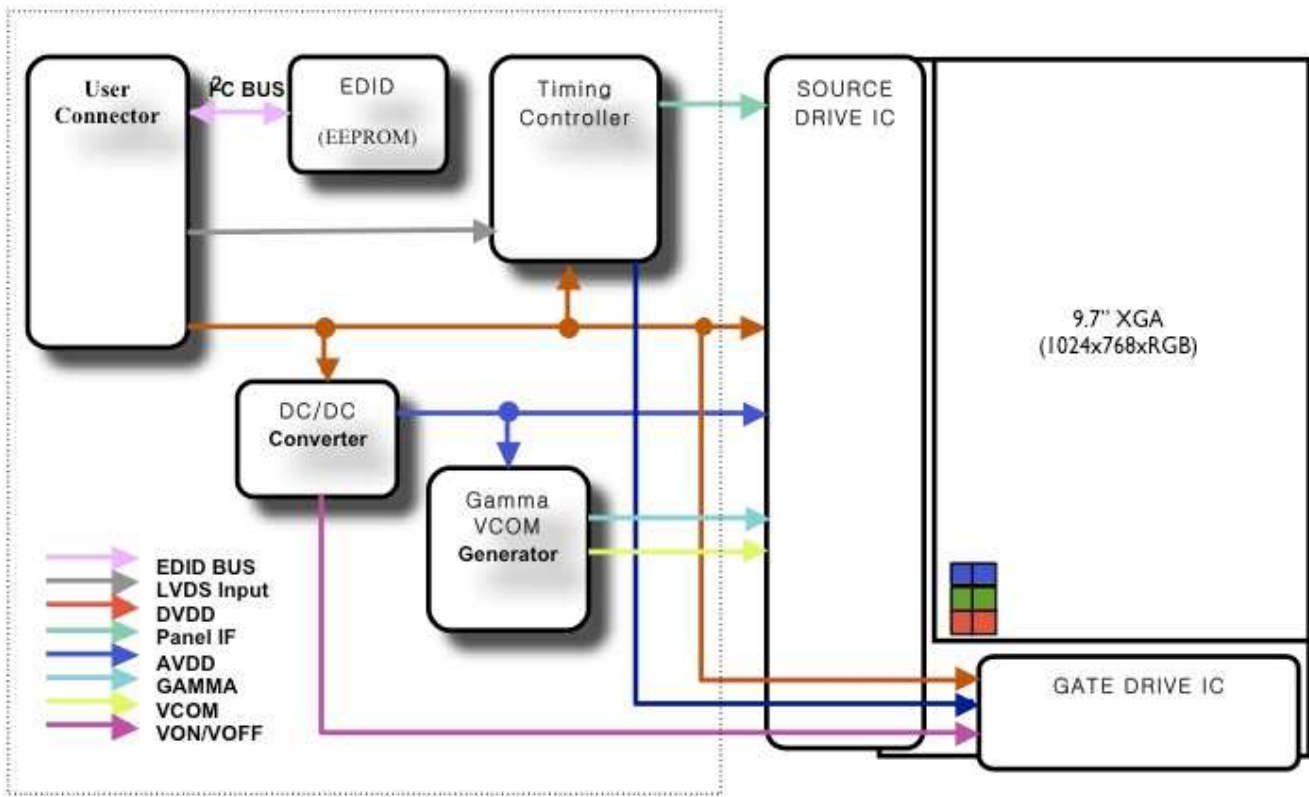 User
Connector
I²C BUS
EDID
(EEPROM)
Timing
Controller
SOURCE
DRIVE IC
9.7” XGA
(1024x768xRGB)
DC/DC
Converter
Gamma
VCOM
Generator
EDID BUS
LVDS Input
DVDD
Panel IF
AVDD
GAMMA
VCOM
VON/VOFF
GATE DRIVE IC